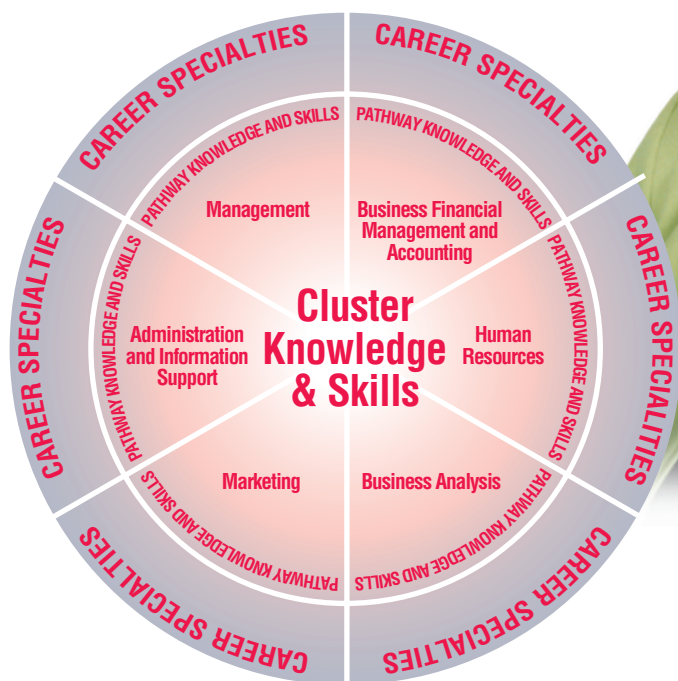 CAREER SPECIALTIES
CAREER SPECIALTIES
PATHWAY KNOWLEDGE AND SKILLS
PATHWAY KNOWLEDGE AND SKILLS
Management
Business Financial
Management and
Accounting
CAREER SPECIALTIES
PATHWAY KNOWLEDGE AND SKILLS
Administration
and Information
Support
Cluster
Knowledge
& Skills
Human
Resources
PATHWAY KNOWLEDGE AND SKILLS
CAREER SPECIALITIES
Marketing
Business Analysis
PATHWAY KNOWLEDGE AND SKILLS
PATHWAY KNOWLEDGE AND SKILLS
CAREER SPECIALTIES
CAREER SPECIALTIES